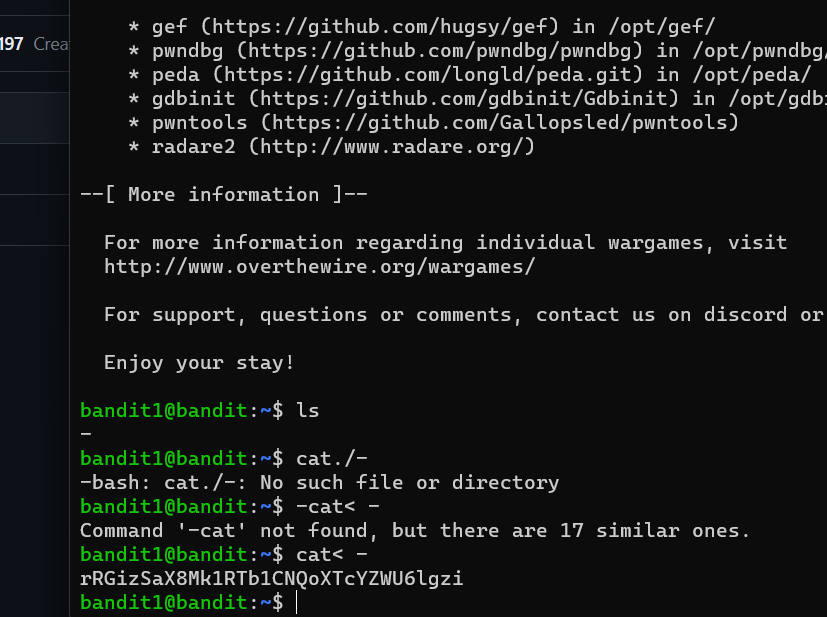 * gef (https://github.com/hugsy/gef) in /opt/gef/
197 Crea
* pwndbg (https://github.com/pwndbg/pwndbg) in /opt/pwndbg/
* peda (https://github.com/longld/peda.git) in /opt/peda/
* gdbinit (https://github.com/gdbinit/Gdbinit) in /opt/gdbi
* pwntools (https://github.com/Gallopsled/pwntools)
* radare2 (http://www.radare.org/)
--[ More information ]--
For more information regarding individual wargames, visit
http://www.overthewire.org/wargames/
For support, questions or comments, contact us on discord or
Enjoy your stay!
bandit1@bandit:~$ ls
-
bandit1@bandit:~$ cat./-
-bash: cat./-: No such file or directory
bandit1@bandit:~$ -cat< -
Command '-cat' not found, but there are 17 similar ones.
bandit1@bandit:~$ cat< -
rRGizSaX8Mk1RTb1CNQoXTcYZWU6lgzi
bandit1@bandit:~$